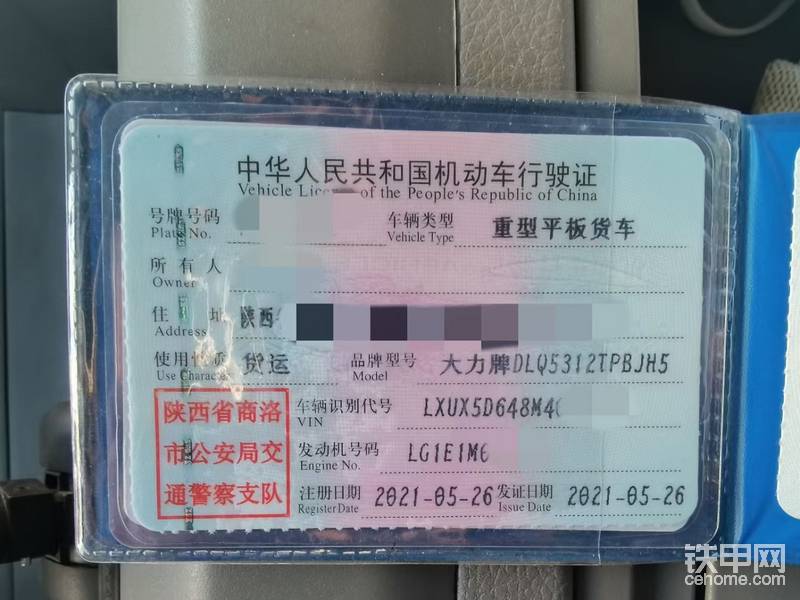 中华人民共和国机动车行驶证
Vehicle of the People's Republic of China
号牌号码 车辆类型 重型平板货车
Plate No. Vehicle Type
所有人
Owner
住址 陕西
Address
使用性质 货运 品牌型号 大力牌DLQ5312TPBJH5
Use Character Model
陕西省商洛
市公安局交
通警察支队
车辆识别代号 LXUX5D648M4
VIN
发动机号码 LG1E1M
Engine No.
注册日期 2021-05-26 发证日期 2021-05-26
Register Date Issue Date
铁甲网
cehome.com